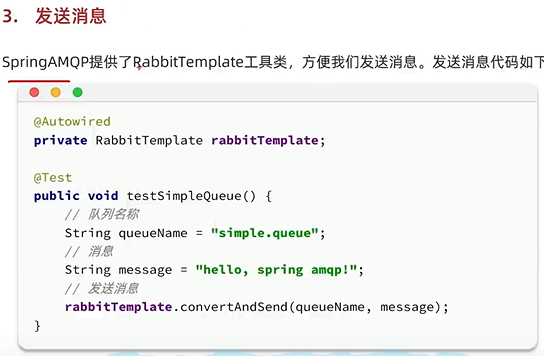 3. 发送消息
SpringAMQP提供了RabbitTemplate工具类，方便我们发送消息。发送消息代码如下
@Autowired
private RabbitTemplate rabbitTemplate;
@Test
public void testSimpleQueue() {
// 队列名称
String queueName = "simple.queue";
// 消息
String message = "hello, spring amqp!";
// 发送消息
rabbitTemplate.convertAndSend(queueName, message);
}